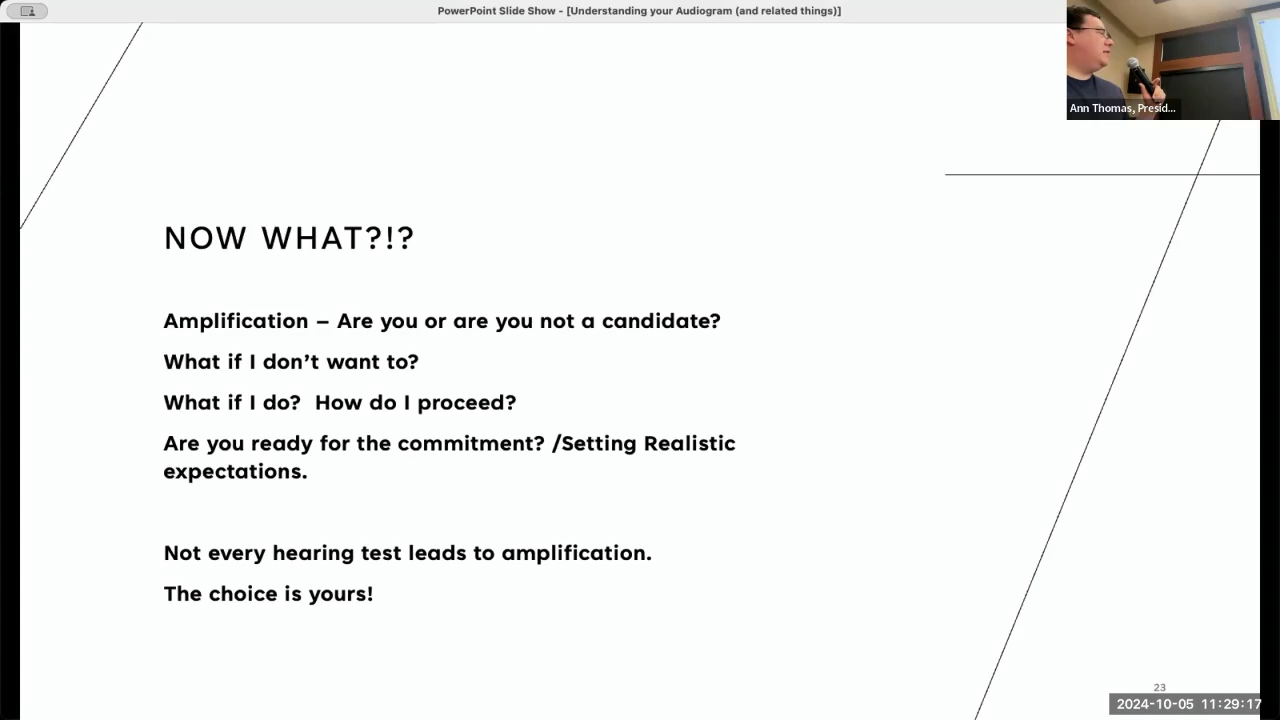 PowerPoint Slide Show - [Understanding your Audiogram (and related things)]
Ann Thomas, Presid...
NOW WHAT?!?
Amplification – Are you or are you not a candidate?
What if I don’t want to?
What if I do?  How do I proceed?
Are you ready for the commitment? /Setting Realistic
expectations.
Not every hearing test leads to amplification.
The choice is yours!
23
2024-10-05 11:29:17